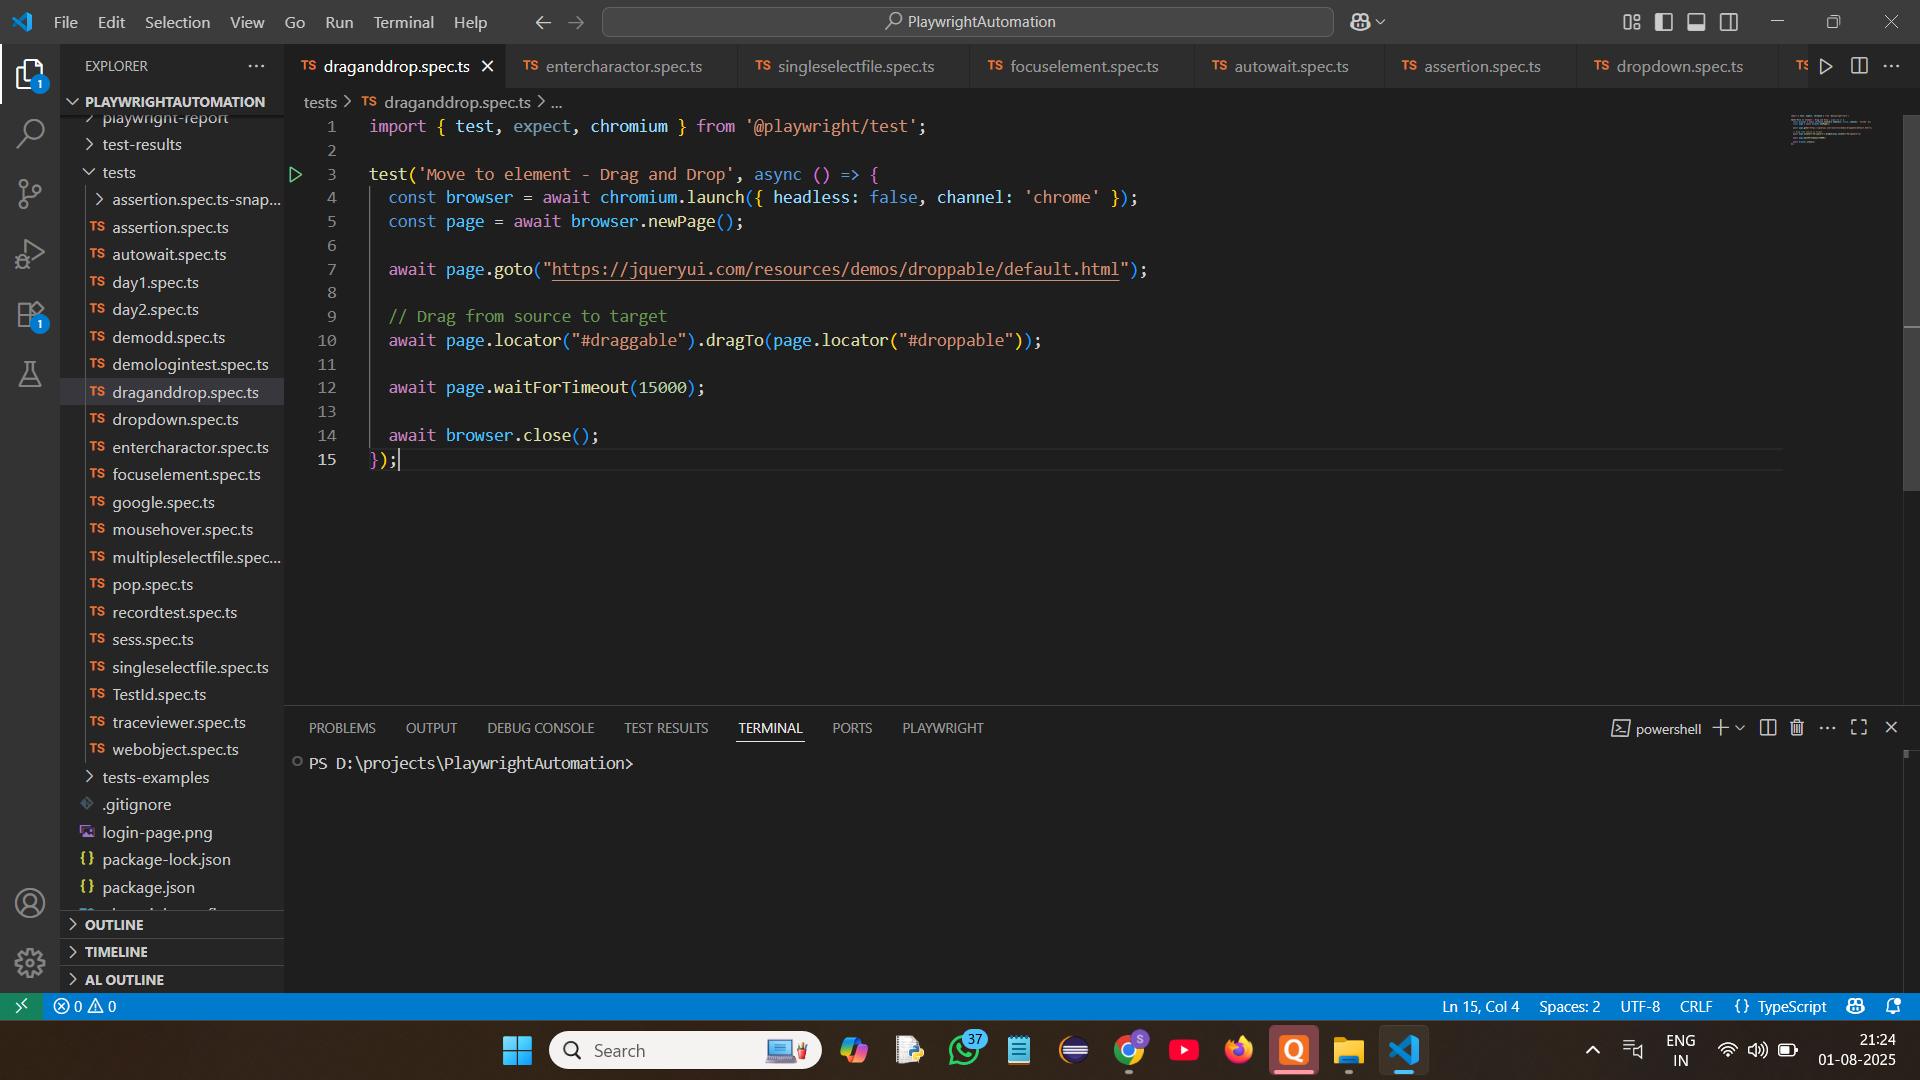 File Edit Selection View Go Run Terminal Help
PlaywrightAutomation
EXPLORER
1
PLAYWRIGHTAUTOMATION
playwright-report
test-results
tests
assertion.spec.ts-snap...
TS assertion.spec.ts
TS autowait.spec.ts
TS day1.spec.ts
TS day2.spec.ts
1
TS demodd.spec.ts
TS demologintest.spec.ts
TS draganddrop.spec.ts
TS dropdown.spec.ts
TS entercharactor.spec.ts
TS focuselement.spec.ts
TS google.spec.ts
TS mousehover.spec.ts
TS multipleselectfile.spec...
TS pop.spec.ts
TS recordtest.spec.ts
TS sess.spec.ts
TS singleselectfile.spec.ts
TS TestId.spec.ts
TS traceviewer.spec.ts
TS webobject.spec.ts
tests-examples
.gitignore
login-page.png
{} package-lock.json
{} package.json
OUTLINE
TIMELINE
AL OUTLINE
TS draganddrop.spec.ts TS entercharactor.spec.ts TS singleselectfile.spec.ts TS focuselement.spec.ts TS autowait.spec.ts TS assertion.spec.ts TS dropdown.spec.ts TS
tests > TS draganddrop.spec.ts > ...
1 import { test, expect, chromium } from '@playwright/test';
2
3 test('Move to element - Drag and Drop', async () => {
4 const browser = await chromium.launch({ headless: false, channel: 'chrome' });
5 const page = await browser.newPage();
6
7 await page.goto("https://jqueryui.com/resources/demos/droppable/default.html");
8
9 // Drag from source to target
10 await page.locator("#draggable").dragTo(page.locator("#droppable"));
11
12 await page.waitForTimeout(15000);
13
14 await browser.close();
15 });
PROBLEMS OUTPUT DEBUG CONSOLE TEST RESULTS TERMINAL PORTS PLAYWRIGHT
powershell
PS D:\projects\PlaywrightAutomation>
0 0
Ln 15, Col 4 Spaces: 2 UTF-8 CRLF {} TypeScript
Search
37
S
Q
ENG
IN
21:24
01-08-2025